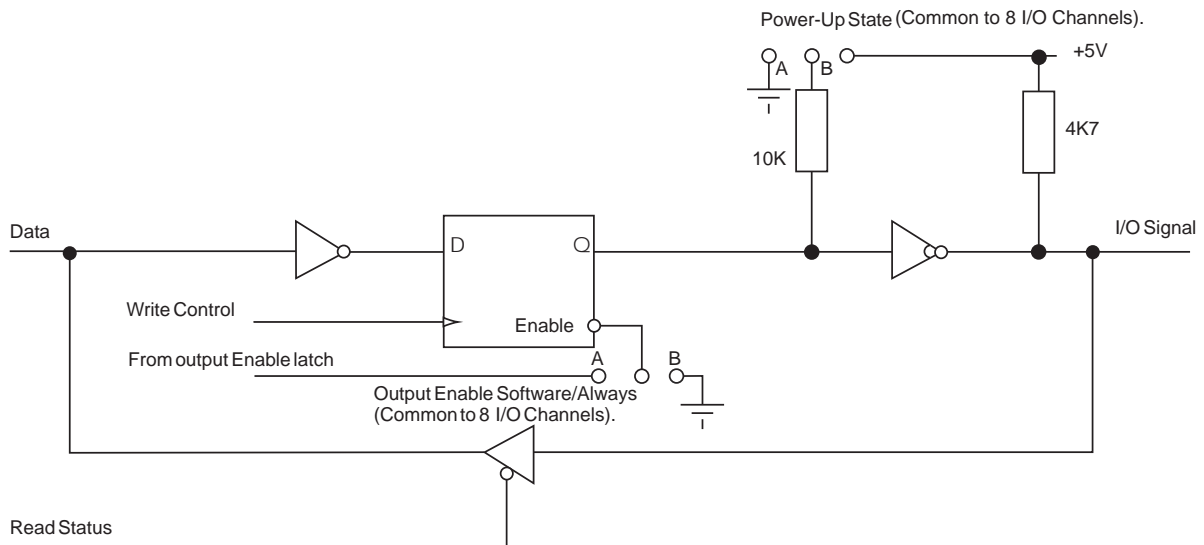 Power-Up State (Common to 8 I/O Channels).
A
B
+5V
10K
4K7
Data
D
Q
I/O Signal
Write Control
Enable
From output Enable latch
A
B
Output Enable Software/Always
(Common to 8 I/O Channels).
Read Status